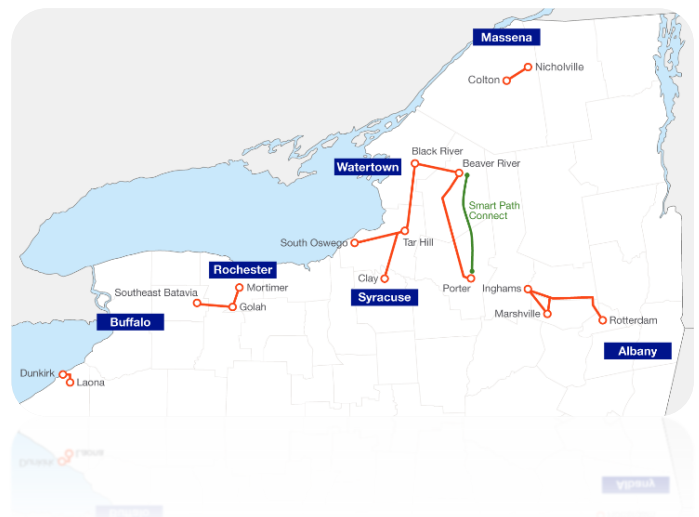 Massena
Nicholville
Colton
Black River
Beaver River
Watertown
Smart Path
Connect
South Oswego
Tar Hill
Rochester
Clay
Porter
Inghams
Southeast Batavia
Mortimer
Syracuse
Golah
Marshville
Buffalo
Rotterdam
Albany
Dunkirk
Laona